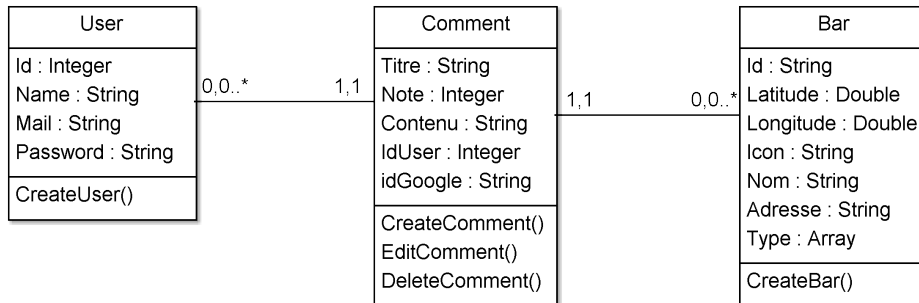 User
Id : Integer
Name : String
Mail : String
Password : String
CreateUser()
0,0..*
1,1
Comment
Titre : String
Note : Integer
Contenu : String
IdUser : Integer
idGoogle : String
CreateComment()
EditComment()
DeleteComment()
1,1
0,0..*
Bar
Id : String
Latitude : Double
Longitude : Double
Icon : String
Nom : String
Adresse : String
Type : Array
CreateBar()